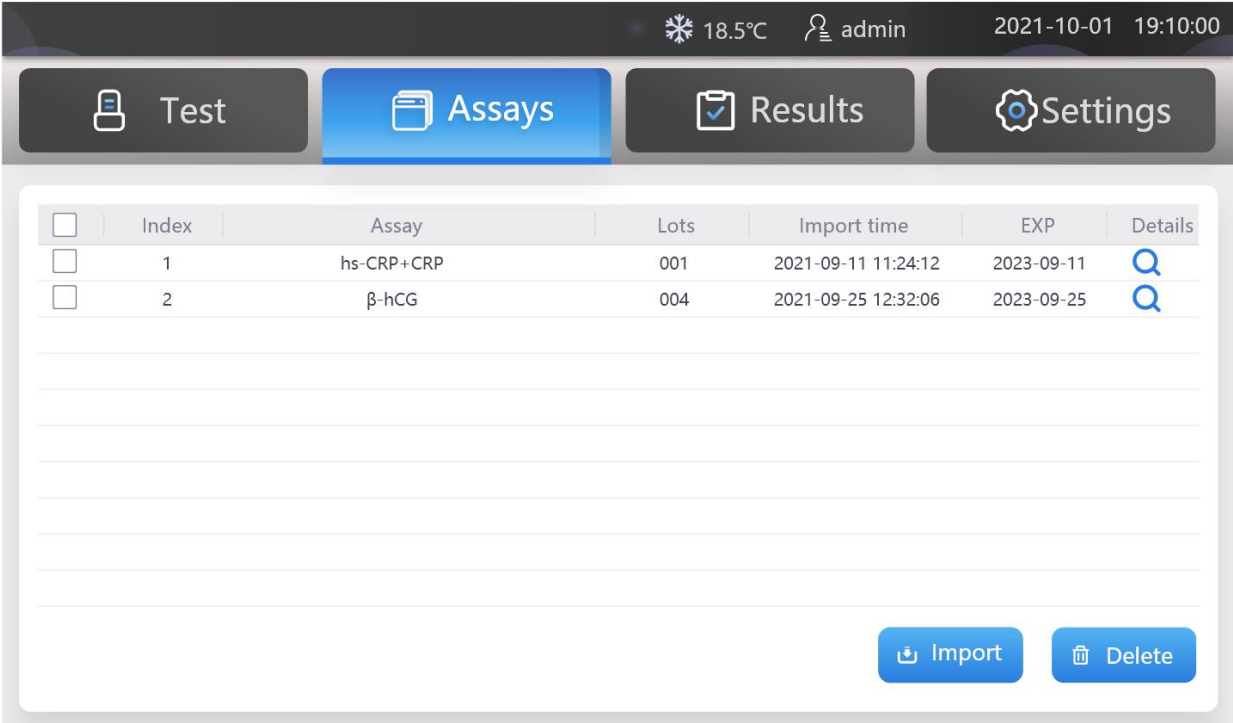 18.5℃ admin 2021-10-01 19:10:00
Test Assays Results Settings
Index Assay Lots Import time EXP Details
1 hs-CRP+CRP 001 2021-09-11 11:24:12 2023-09-11
2 β-hCG 004 2021-09-25 12:32:06 2023-09-25
Import Delete